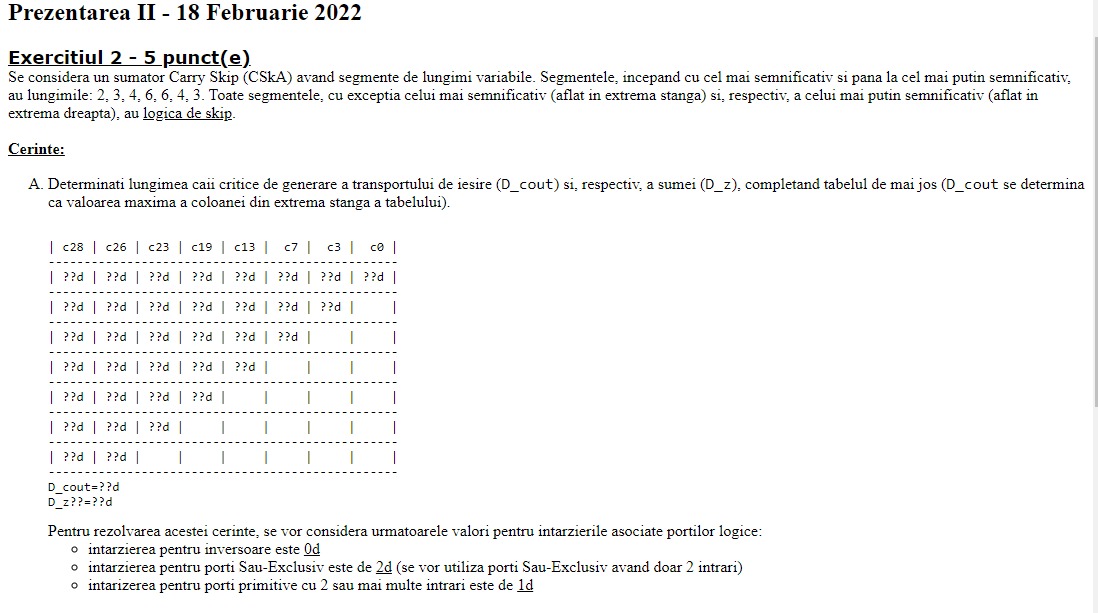 Prezentarea II - 18 Februarie 2022
Exercitiul 2 - 5 punct(e)
Se considera un sumator Carry Skip (CSkA) avand segmente de lungimi variabile. Segmentele, incepand cu cel mai semnificativ si pana la cel mai putin semnificativ,
au lungimile: 2, 3, 4, 6, 6, 4, 3. Toate segmentele, cu exceptia celui mai semnificativ (aflat in extrema stanga) si, respectiv, a celui mai putin semnificativ (aflat in
extrema dreapta), au logica de skip.
Cerinte:
A. Determinati lungimea caii critice de generare a transportului de iesire (D_cout) si, respectiv, a sumei (D_z), completand tabelul de mai jos (D_cout se determina
ca valoarea maxima a coloanei din extrema stanga a tabelului).
| c28 | c26 | c23 | c19 | c13 | c7 | c3 | c0 |
-------------------------------------------------
| ??d | ??d | ??d | ??d | ??d | ??d | ??d | ??d |
-------------------------------------------------
| ??d | ??d | ??d | ??d | ??d | ??d | ??d | |
-------------------------------------------------
| ??d | ??d | ??d | ??d | ??d | ??d | | |
-------------------------------------------------
| ??d | ??d | ??d | ??d | ??d | | | |
-------------------------------------------------
| ??d | ??d | ??d | ??d | | | | |
-------------------------------------------------
| ??d | ??d | ??d | | | | | |
-------------------------------------------------
| ??d | ??d | | | | | | |
-------------------------------------------------
D_cout=??d
D_z??=??d
Pentru rezolvarea acestei cerinte, se vor considera urmatoarele valori pentru intarzierile asociate portilor logice:
o intarzierea pentru inversoare este 0d
o intarzierea pentru porti Sau-Exclusiv este de 2d (se vor utiliza porti Sau-Exclusiv avand doar 2 intrari)
o intarizerea pentru porti primitive cu 2 sau mai multe intrari este de 1d